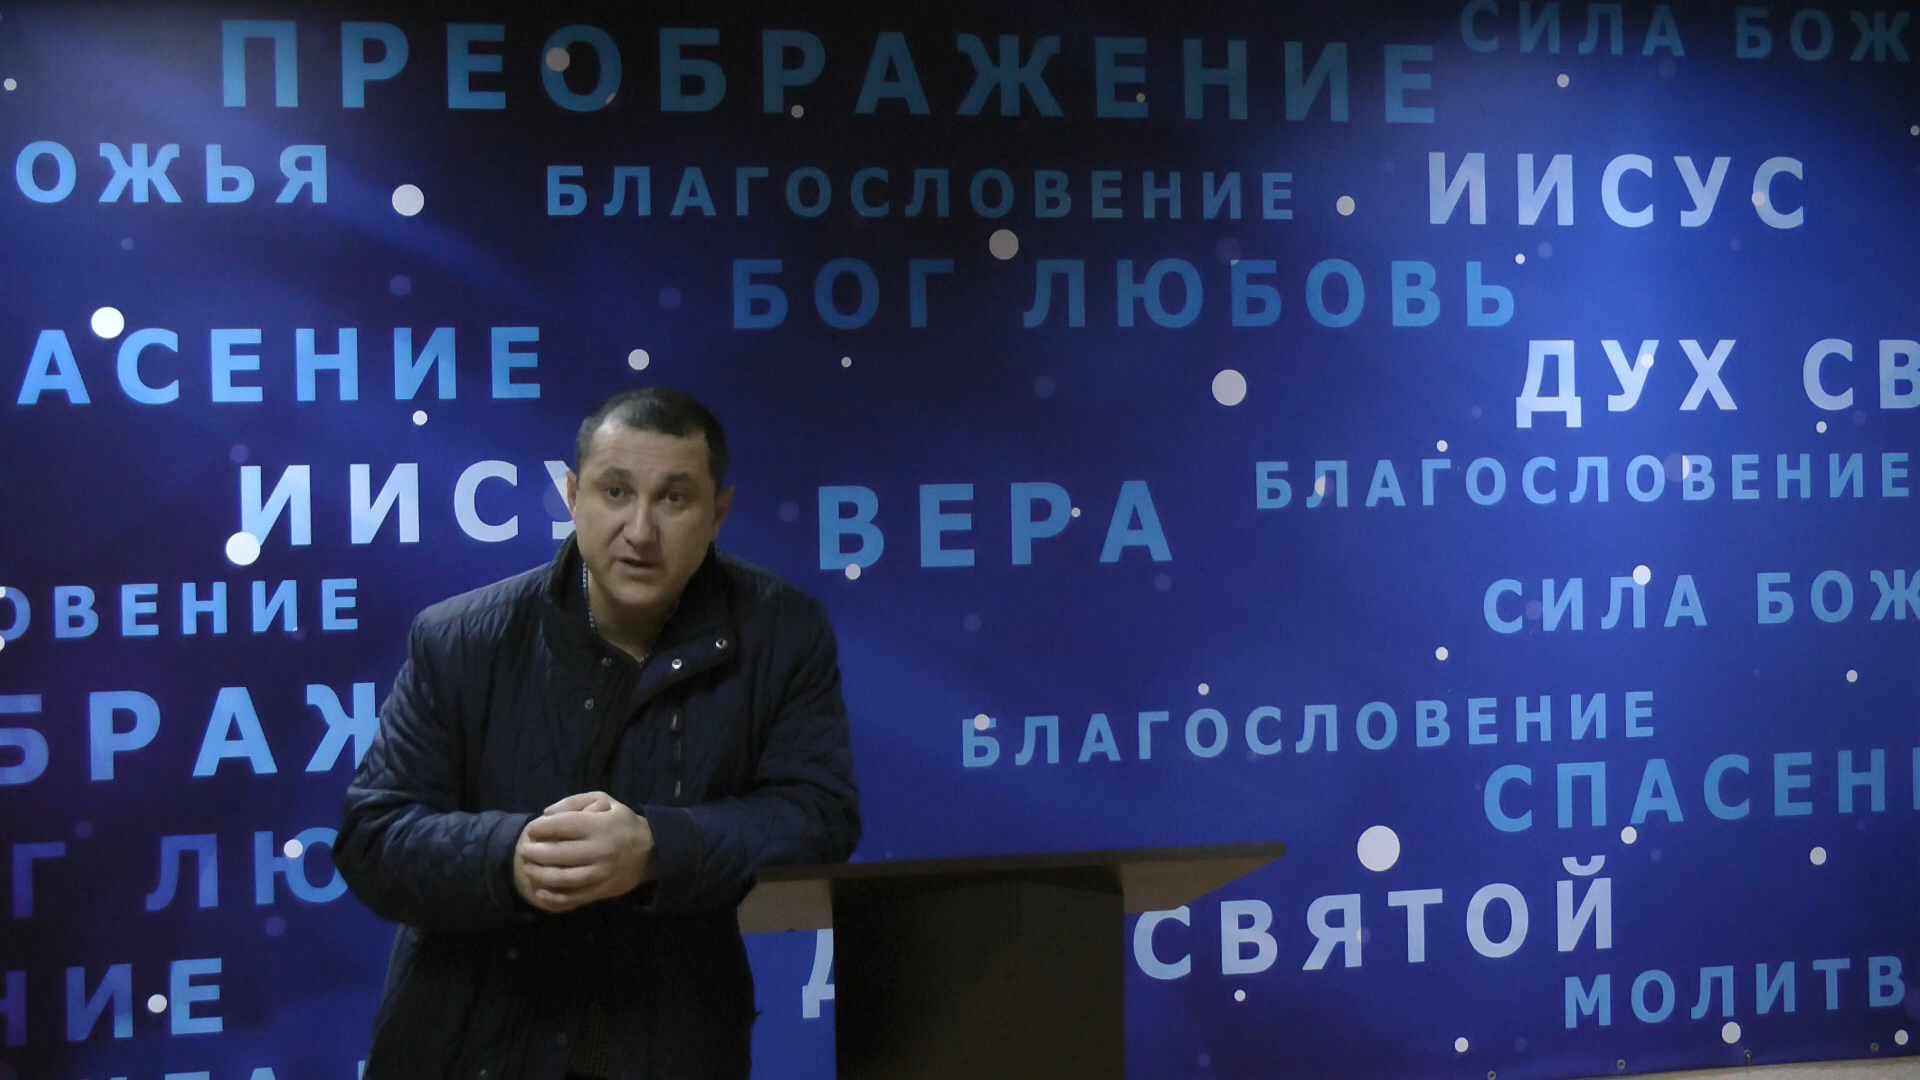 ПРЕОБРАЖЕНИЕ
СИЛА БОЖ
ОЖЬЯ
БЛАГОСЛОВЕНИЕ
ИИСУС
БОГ ЛЮБОВЬ
АСЕНИЕ
ДУХ СВ
ИИСУ
ВЕРА
БЛАГОСЛОВЕНИЕ
ОВЕНИЕ
СИЛА БОЖ
БРАЖ
БЛАГОСЛОВЕНИЕ
СПАСЕНИ
Г ЛЮ
Д СВЯТОЙ
НИЕ
МОЛИТВ